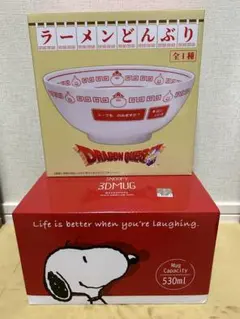 ラーメンどんぶり
全1種
DRAGON QUEST
SNOOPY
3DMUG
Life is better when you're laughing.
Mug
Capacity
530ml